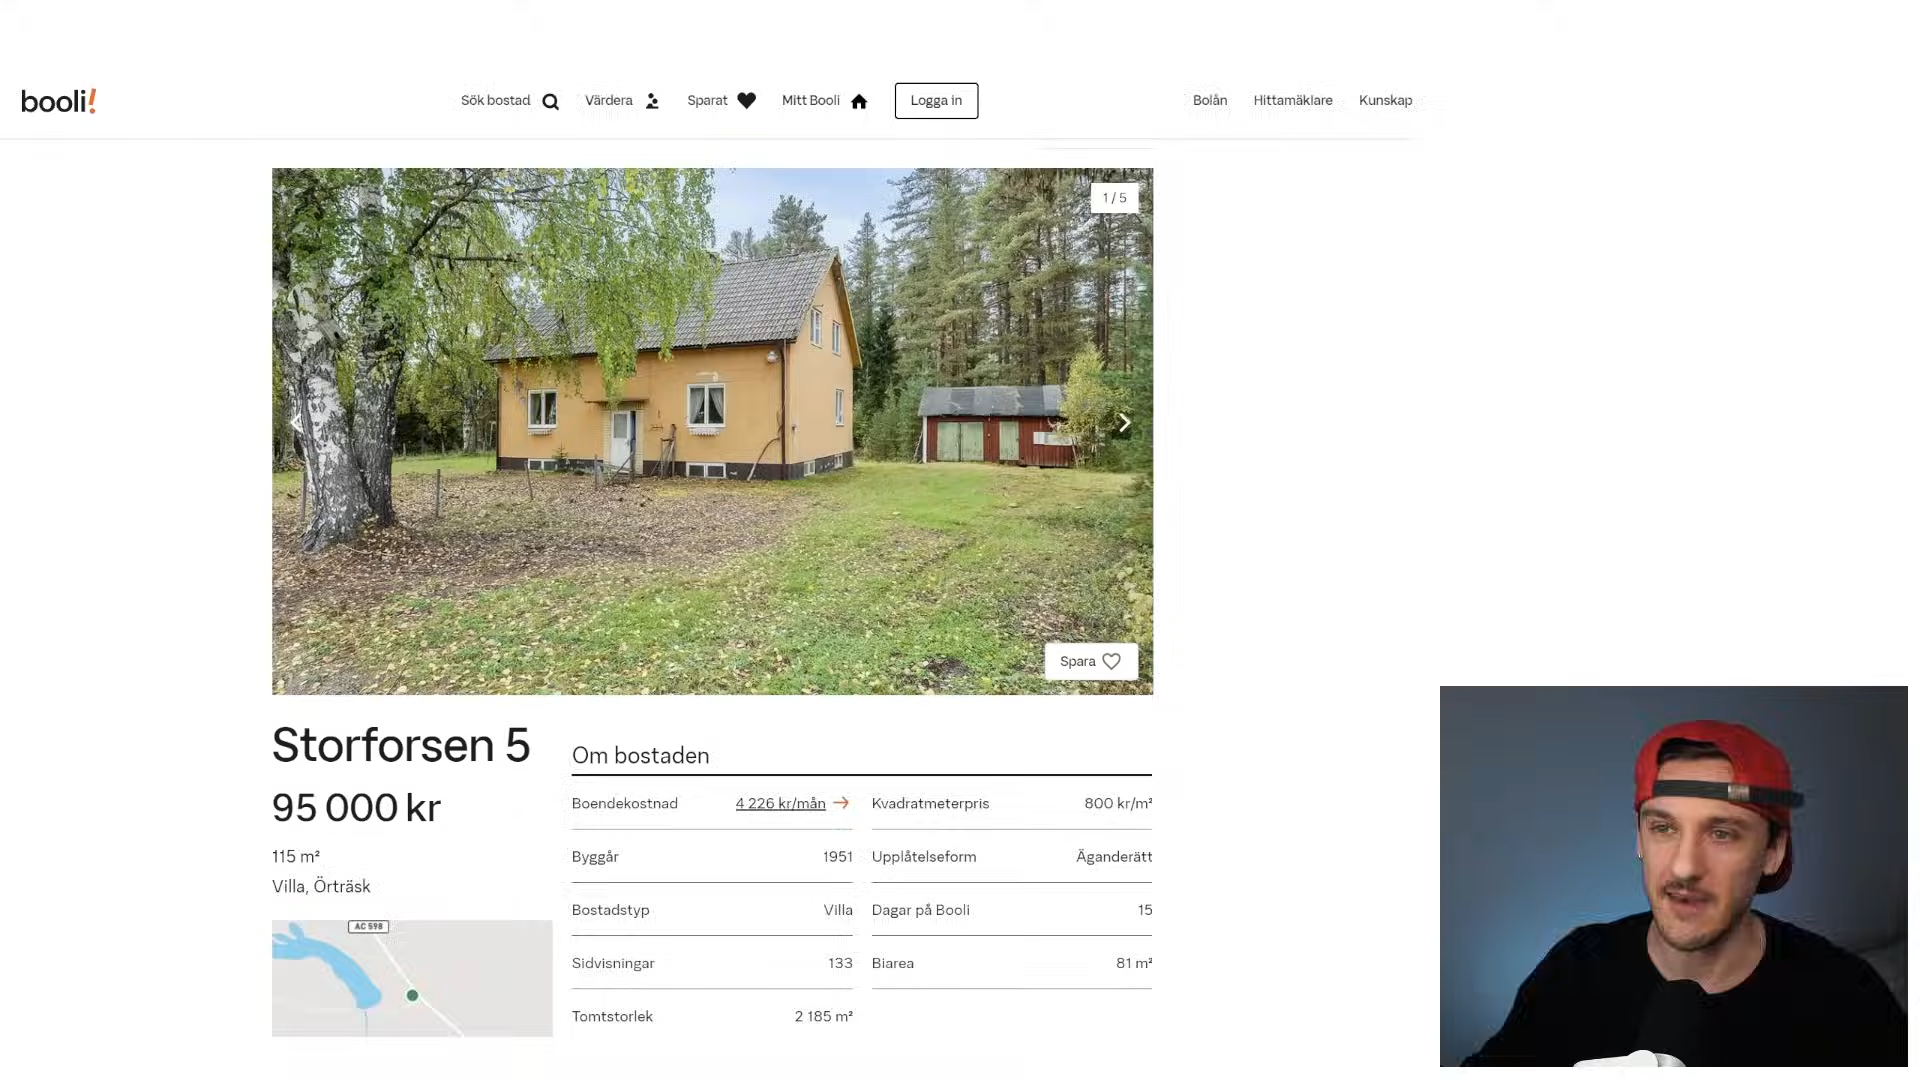 booli!
Sök bostad
Värdera
Sparat
Mitt Booli
Logga in
Bolån
Hittamäklare
Kunskap
1 / 5
Spara
Storforsen 5
95 000 kr
115 m²
Villa, Örträsk
AC 598
Om bostaden
Boendekostnad 4 226 kr/mån
Kvadratmeterpris 800 kr/m²
Byggår 1951
Upplåtelseform Äganderätt
Bostadstyp Villa
Dagar på Booli 15
Sidvisningar 133
Biarea 81 m²
Tomtstorlek 2 185 m²